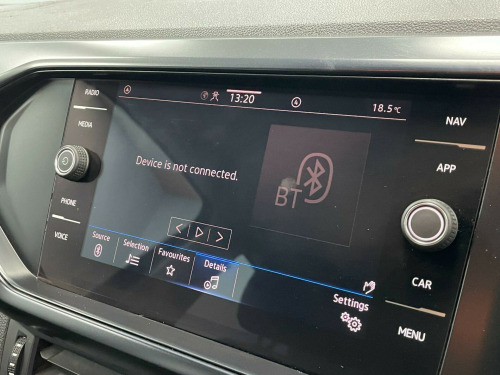 RADIO
MEDIA
PHONE
VOICE
13:20
18.5°C
Device is not connected.
BT
Source
Selection
Favourites
Details
Settings
NAV
APP
CAR
MENU